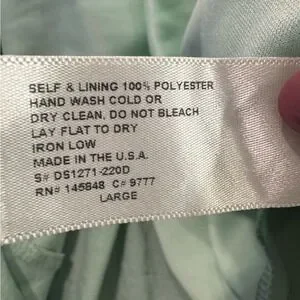 SELF & LINING 100% POLYESTER
HAND WASH COLD OR
DRY CLEAN, DO NOT BLEACH
LAY FLAT TO DRY
IRON LOW
MADE IN THE U.S.A.
S# DS1271-220D
RN# 145848 C# 9777
LARGE